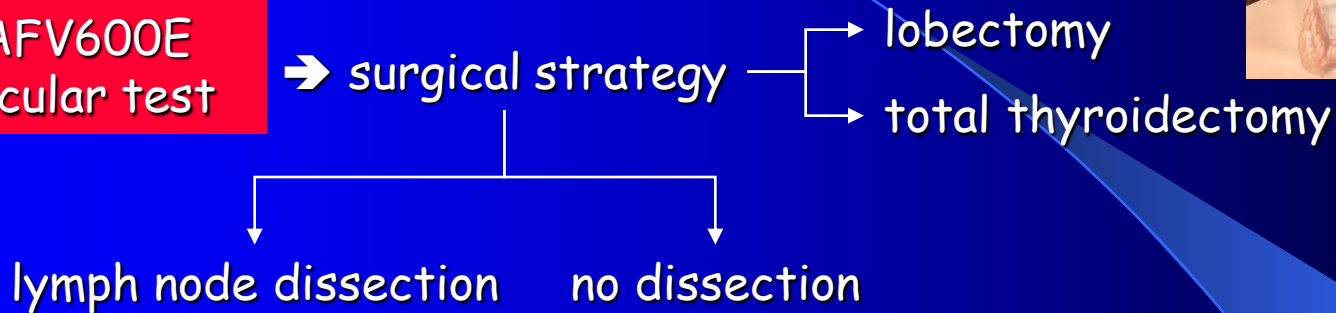 AFV600E
cular test
➔ surgical strategy
lobectomy
total thyroidectomy
lymph node dissection
no dissection